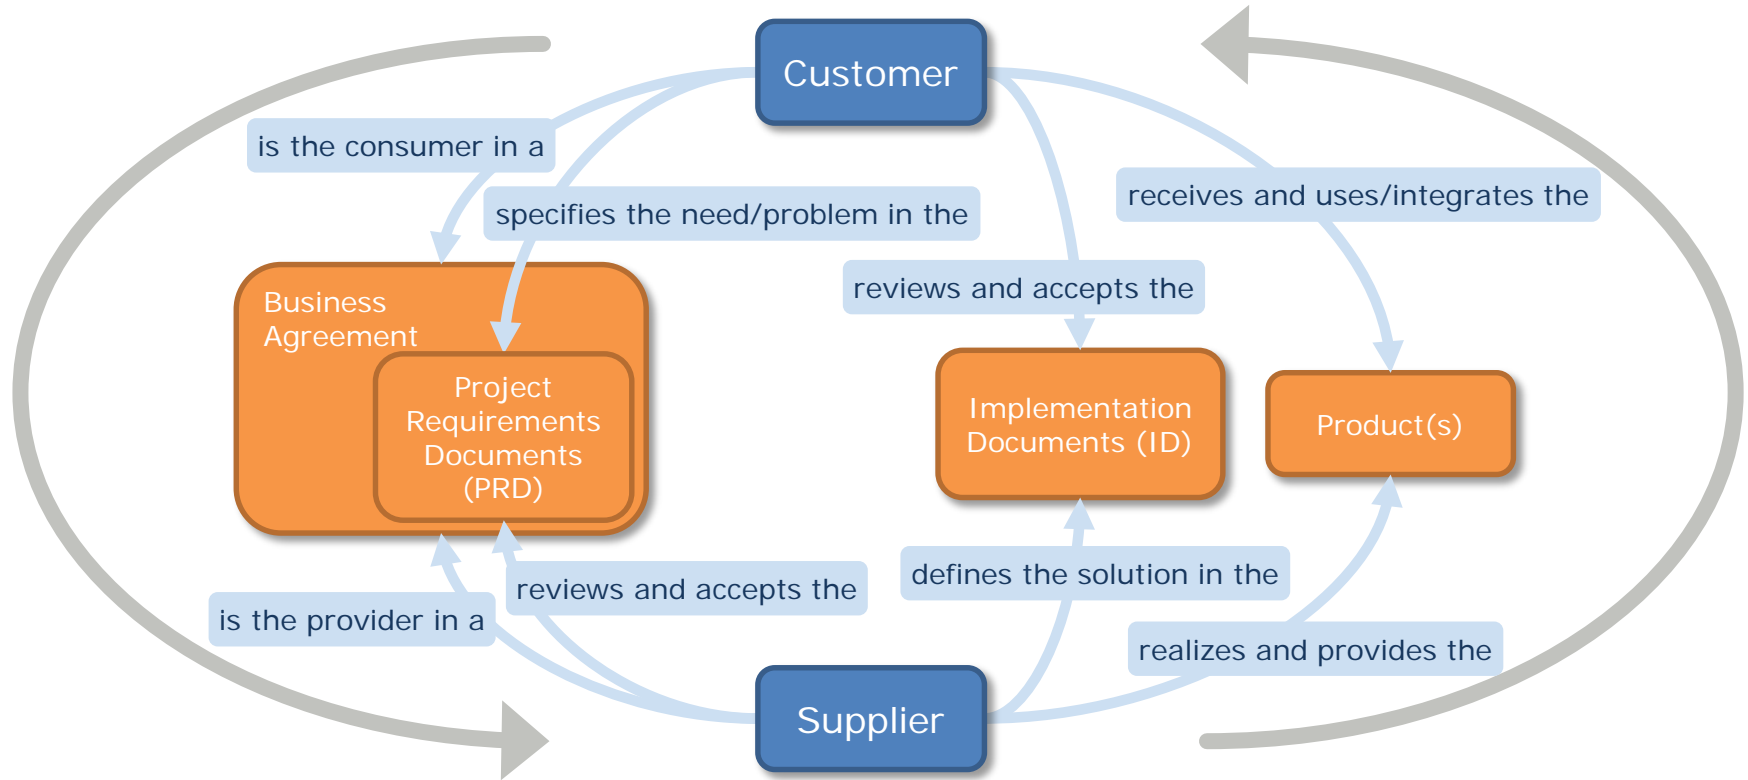 Customer
is the consumer in a
specifies the need/problem in the
receives and uses/integrates the
reviews and accepts the
Business
Agreement
Project
Requirements
Documents
(PRD)
Implementation
Documents (ID)
Product(s)
is the provider in a
reviews and accepts the
defines the solution in the
realizes and provides the
Supplier